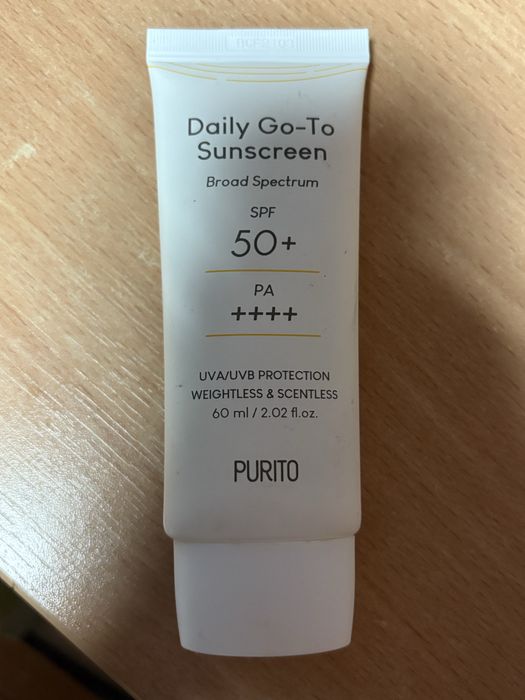 Daily Go-To
Sunscreen
Broad Spectrum
SPF
50+
PA
++++
UVA/UVB PROTECTION
WEIGHTLESS & SCENTLESS
60 ml / 2.02 fl.oz.
PURITO